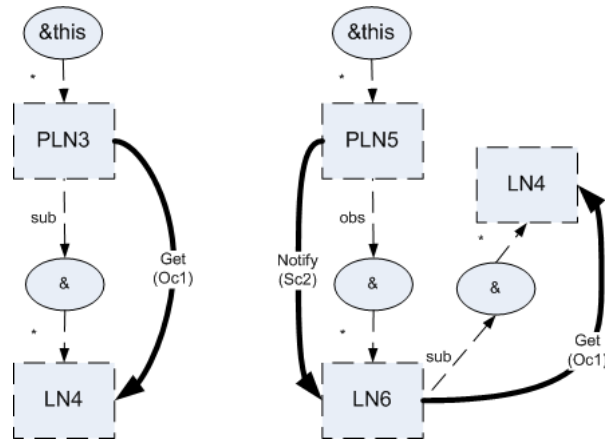 &this
*
PLN3
sub
Get
(Oc1)
&
*
LN4
&this
*
PLN5
LN4
obs
*
Notify
(Sc2)
&
&
*
sub
Get
(Oc1)
LN6